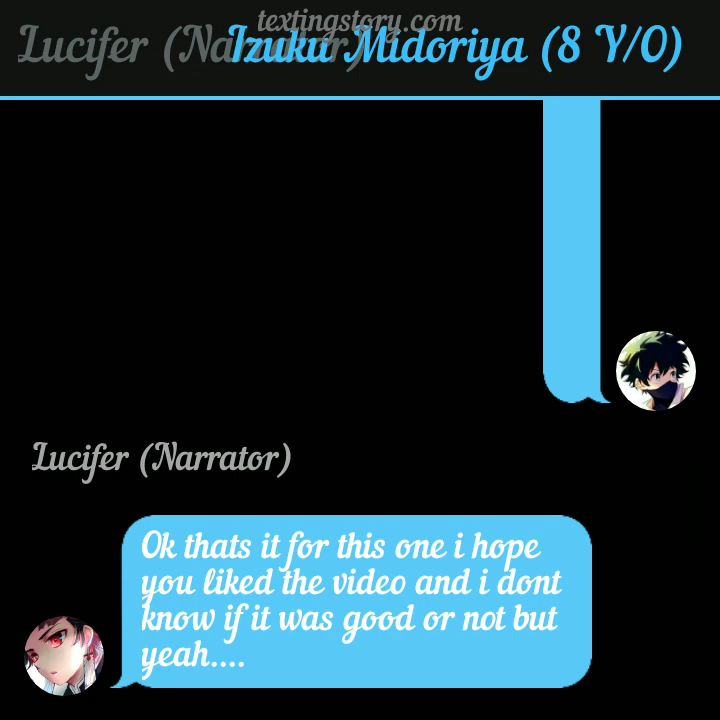 textingstory.com
Lucifer (Narrator)
Izuku Midoriya (8 Y/O)
Lucifer (Narrator)
Ok thats it for this one i hope
you liked the video and i dont
know if it was good or not but
yeah....